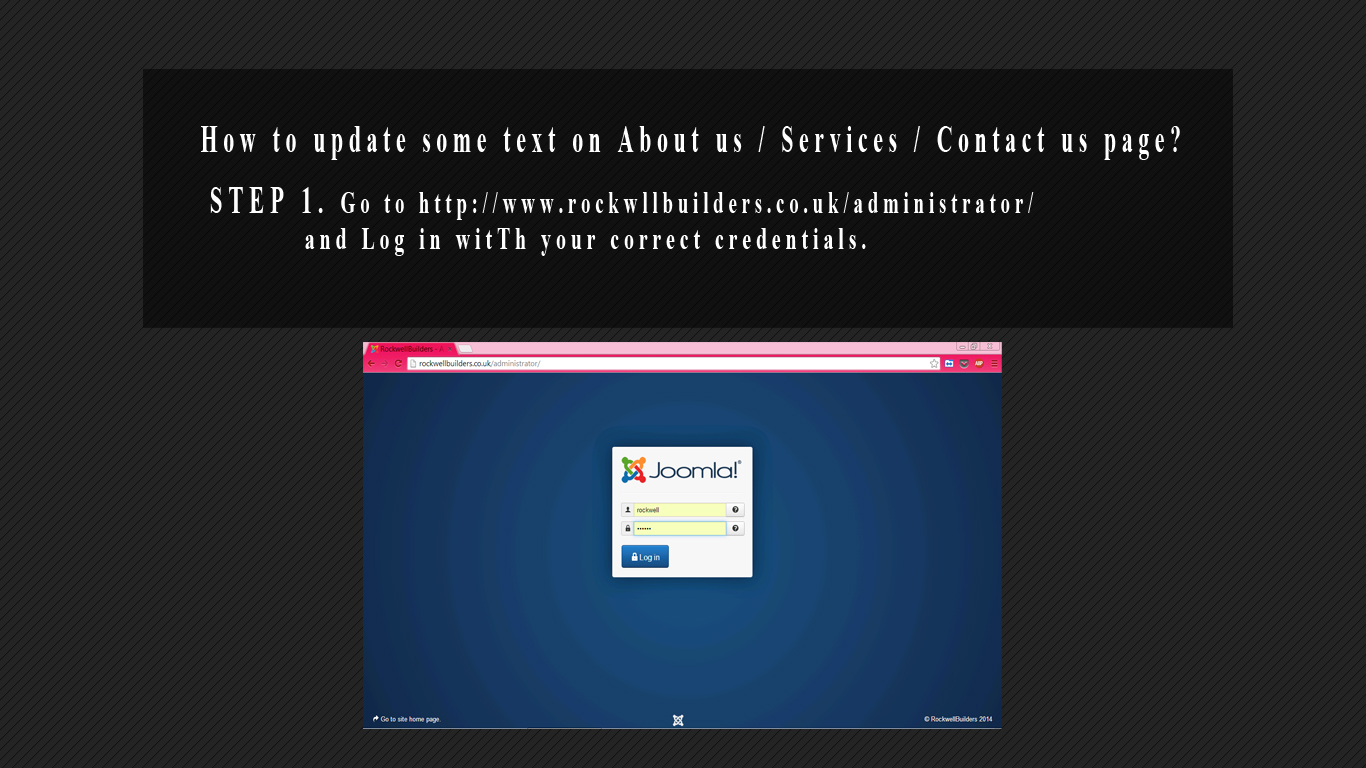 How to update some text on About us / Services / Contact us page?
STEP 1. Go to http://www.rockwllbuilders.co.uk/administrator/
and Log in witTh your correct credentials.
RockwellBuilders - A
rockwellbuilders.co.uk/administrator/
Joomla!®
rockwell
••••••
Log in
Go to site home page.
© RockwellBuilders 2014